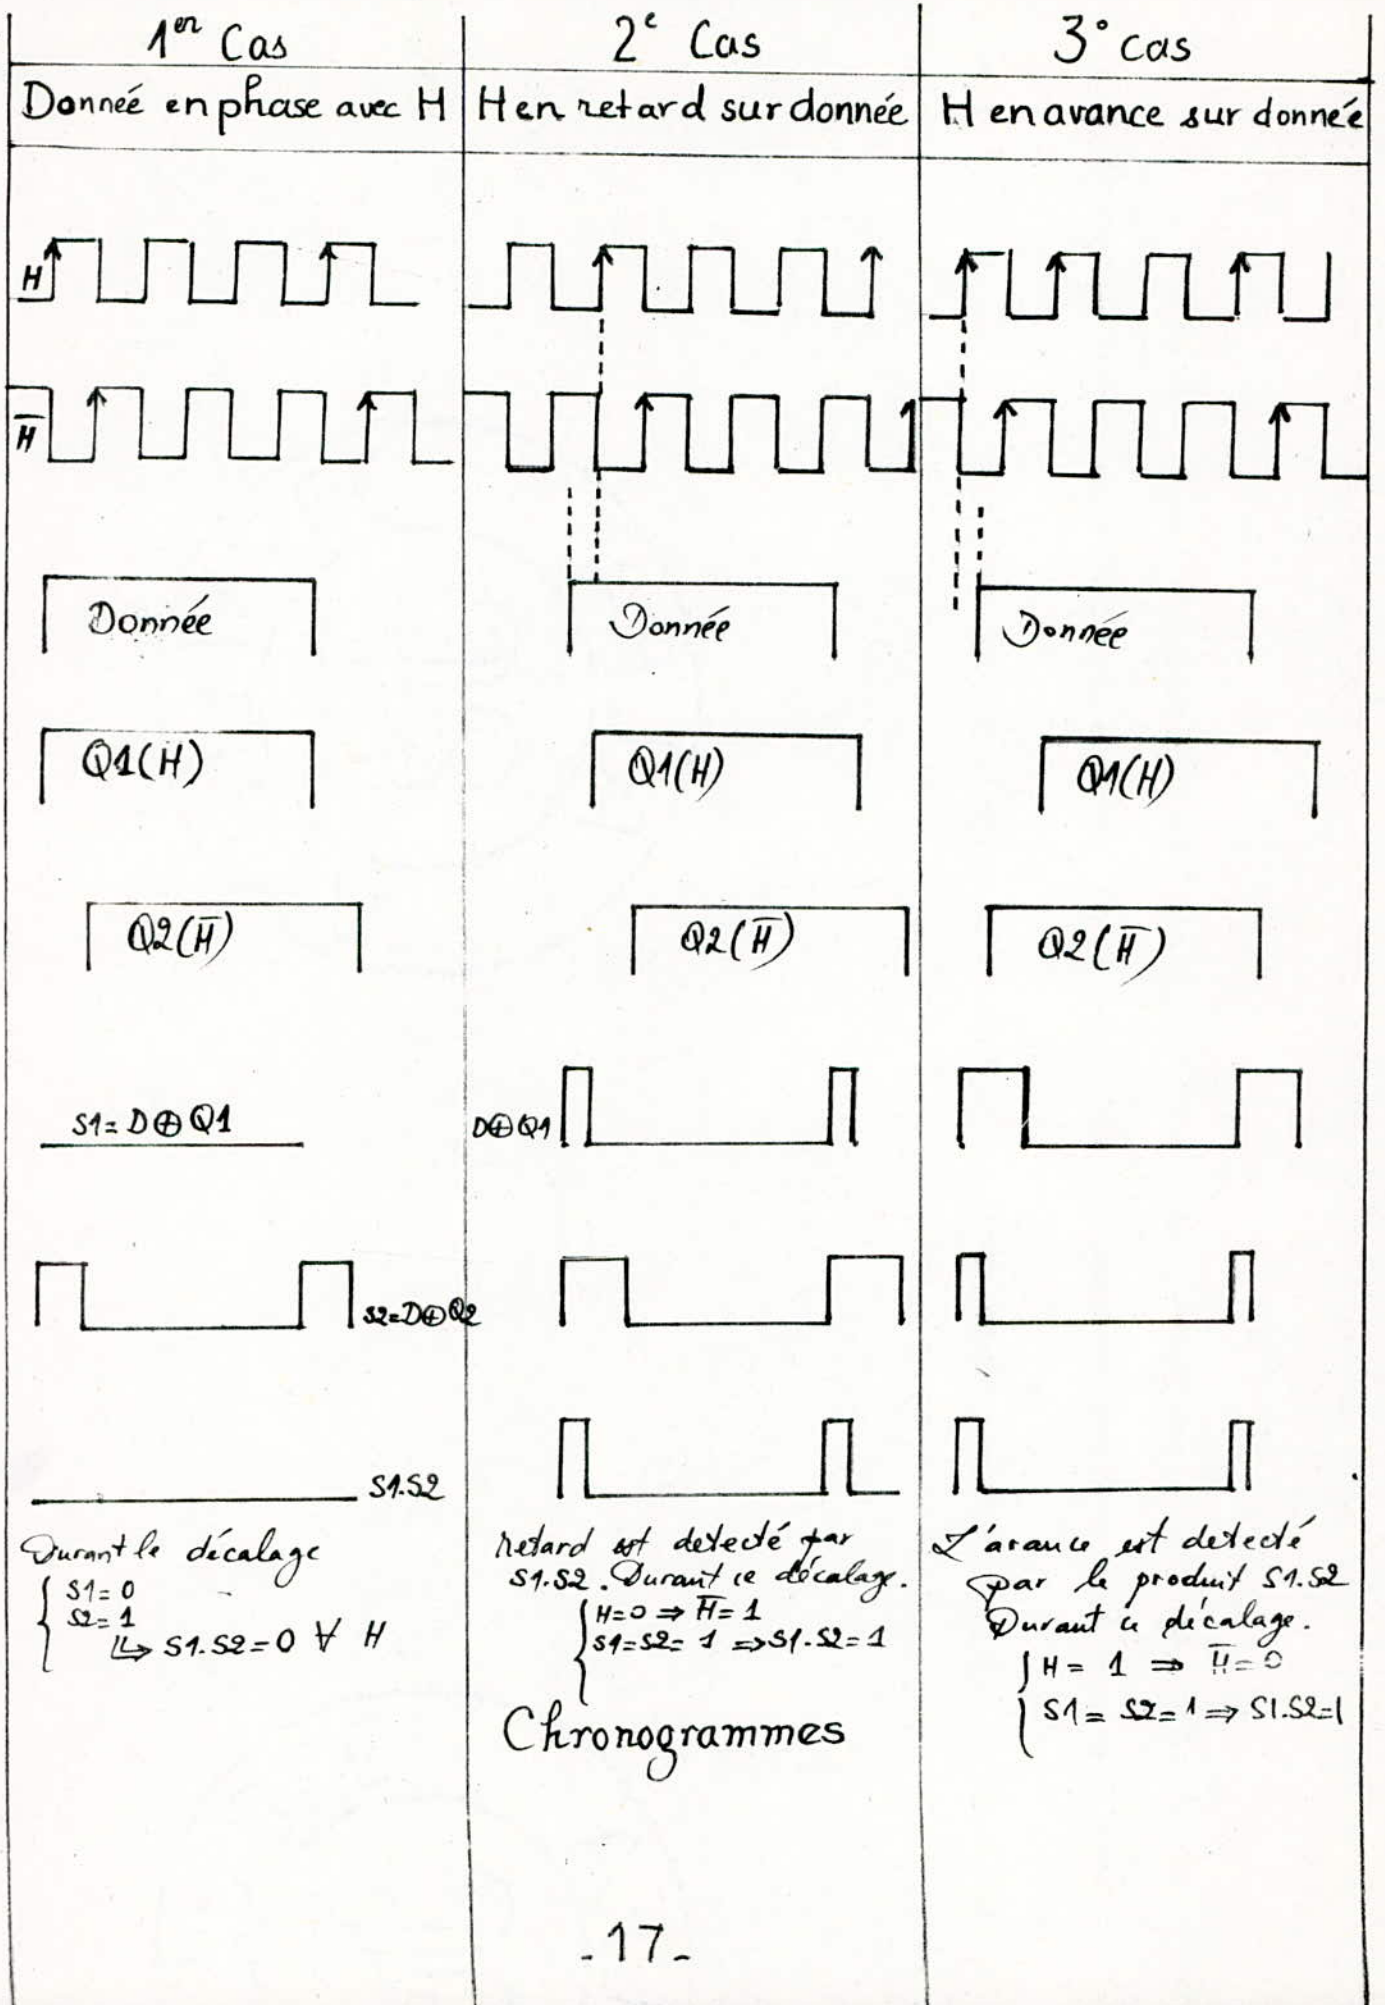 1er Cas
Donneé en phase avec H
H
H̅
Donnée
Q1(H)
Q2(H̅)
S1= D⊕Q1
S2=D⊕Q2
S1.S2
Durant le décalage
S1=0
S2=1
↳ S1.S2=0 ∀ H
2e Cas
H en retard sur donnée
Donnée
Q1(H)
Q2(H̅)
D⊕Q1
retard est detecté par
S1.S2. Durant ce décalage.
H=0 ⇒ H̅=1
S1=S2= 1 ⇒ S1.S2=1
Chronogrammes
3° cas
H en avance sur donnée
Donnée
Q1(H)
Q2(H̅)
L'avance est detecté
par le produit S1.S2
Durant ce décalage.
H = 1 ⇒ H̅=0
S1= S2=1 ⇒ S1.S2=1
-17-